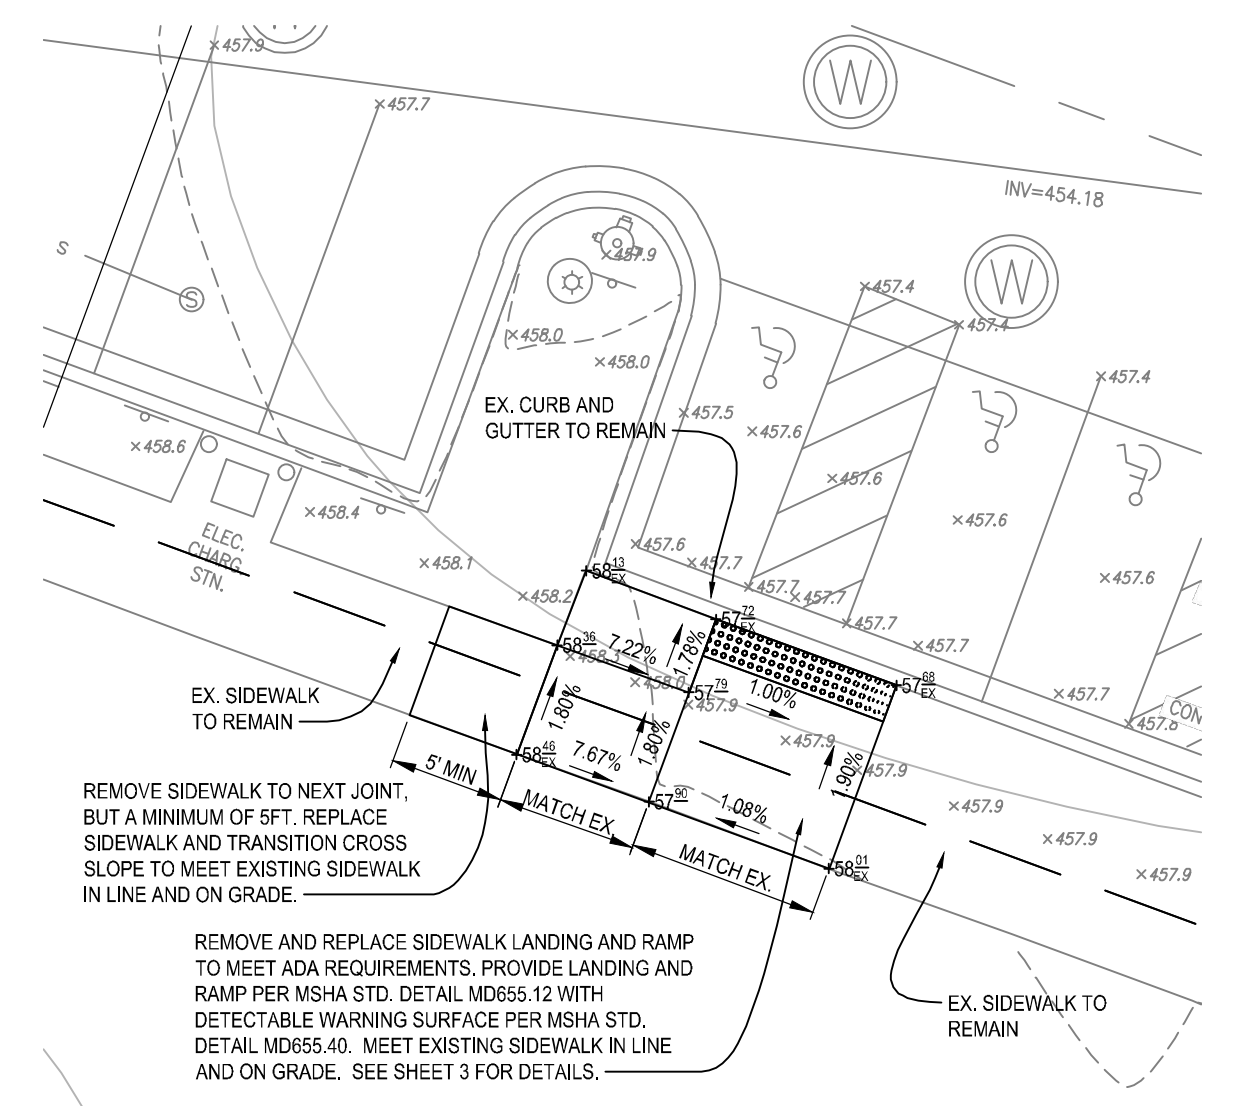 ×457.9
×457.7
W
W
INV=454.18
S
S
×457.9
×458.0
×458.0
×457.4
×457.4
W
×457.4
EX. CURB AND
GUTTER TO REMAIN
×457.5
×457.6
×457.6
×457.6
×457.6
×458.6
×458.4
ELEC.
CHARG.
STN.
×458.1
×458.2
×457.6
×457.7
×457.7
×457.7
×457.7
×457.7
×457.7
×457.8
CON
58 13
EX
57 72
EX
58 36
×458.3
7.22%
1.78%
×458.0
57 79
×457.9
1.00%
57 68
EX
EX. SIDEWALK
TO REMAIN
1.80%
1.80%
×457.9
×457.9
1.90%
58 46
EX
7.67%
5' MIN
MATCH EX.
57 90
1.08%
MATCH EX.
58 01
EX
×457.9
×457.9
×457.9
REMOVE SIDEWALK TO NEXT JOINT,
BUT A MINIMUM OF 5FT. REPLACE
SIDEWALK AND TRANSITION CROSS
SLOPE TO MEET EXISTING SIDEWALK
IN LINE AND ON GRADE.
REMOVE AND REPLACE SIDEWALK LANDING AND RAMP
TO MEET ADA REQUIREMENTS. PROVIDE LANDING AND
RAMP PER MSHA STD. DETAIL MD655.12 WITH
DETECTABLE WARNING SURFACE PER MSHA STD.
DETAIL MD655.40. MEET EXISTING SIDEWALK IN LINE
AND ON GRADE. SEE SHEET 3 FOR DETAILS.
EX. SIDEWALK TO
REMAIN